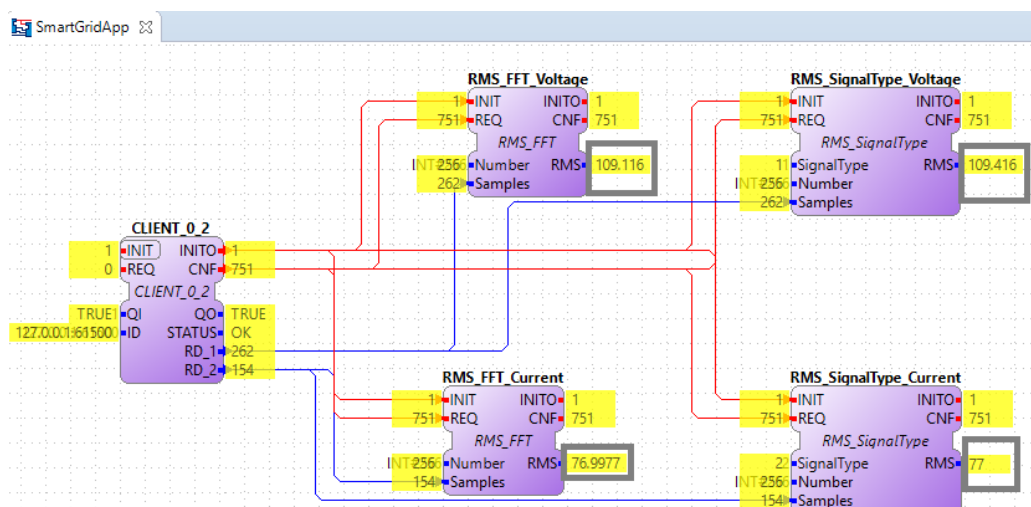 SmartGridApp
RMS_FFT_Voltage
1 INIT INITO 1
751 REQ CNF 751
RMS_FFT
256 Number RMS 109.116
262 Samples
RMS_SignalType_Voltage
1 INIT INITO 1
751 REQ CNF 751
RMS_SignalType
11 SignalType RMS 109.416
256 Number
262 Samples
CLIENT_0_2
1 INIT INITO 1
0 REQ CNF 751
CLIENT_0_2
TRUE QI QO TRUE
ID STATUS OK
RD_1 262
RD_2 154
RMS_FFT_Current
1 INIT INITO 1
751 REQ CNF 751
RMS_FFT
256 Number RMS 76.9977
154 Samples
RMS_SignalType_Current
1 INIT INITO 1
751 REQ CNF 751
RMS_SignalType
SignalType RMS 77
256 Number
154 Samples